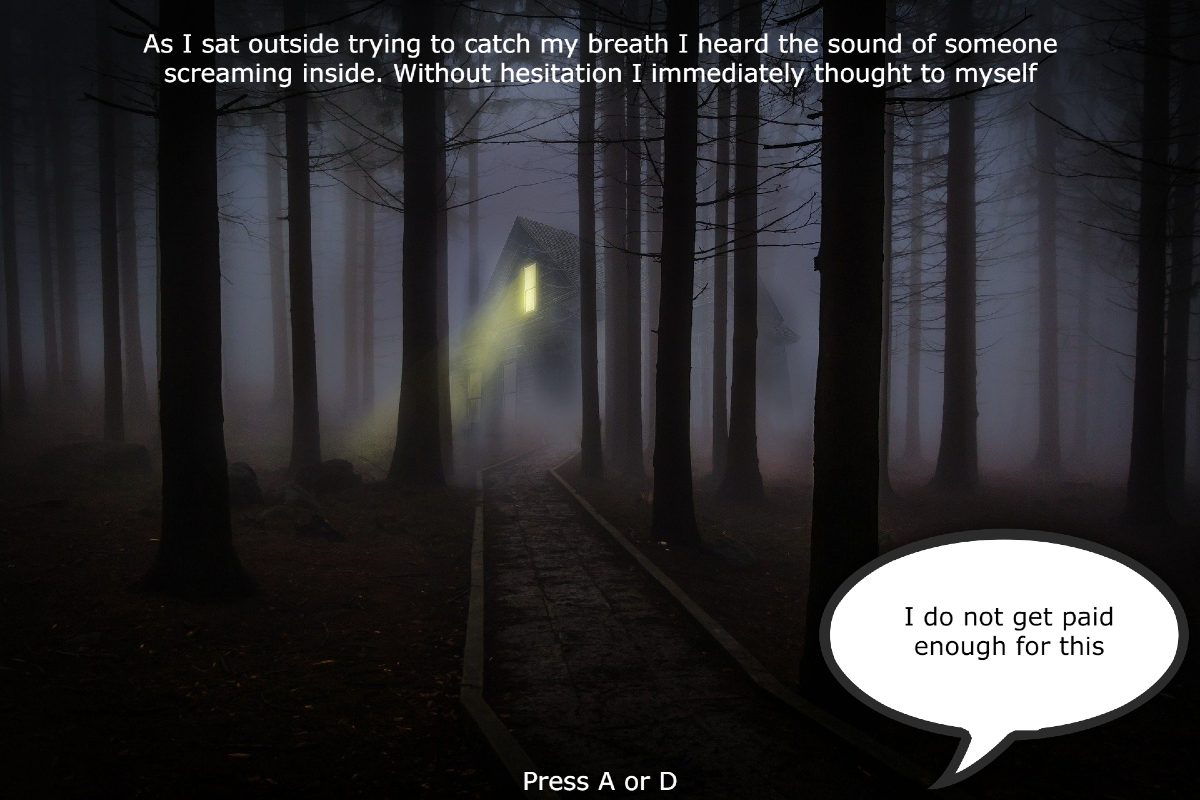 As I sat outside trying to catch my breath I heard the sound of someone
screaming inside. Without hesitation I immediately thought to myself
I do not get paid
enough for this
Press A or D